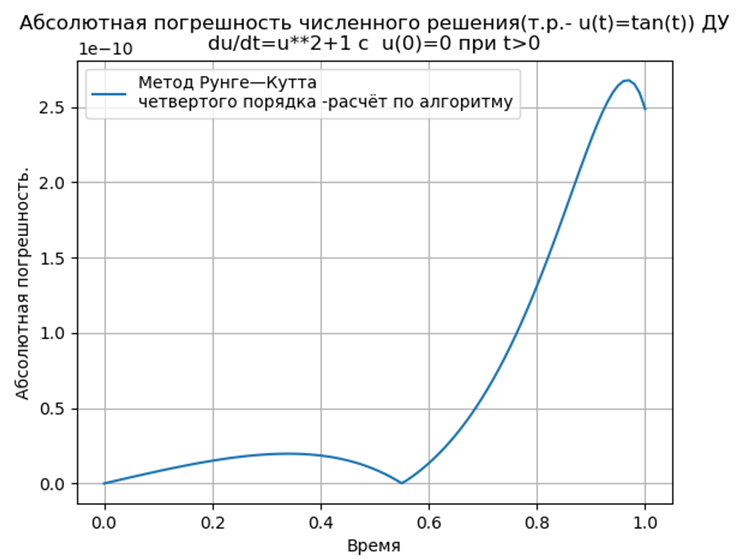 Абсолютная погрешность численного решения(т.р.- u(t)=tan(t)) ДУ
du/dt=u**2+1 с  u(0)=0 при t>0
1e−10
Метод Рунге—Кутта
четвертого порядка -расчёт по алгоритму
2.5
2.0
1.5
1.0
0.5
0.0
Абсолютная погрешность.
0.0 0.2 0.4 0.6 0.8 1.0
Время